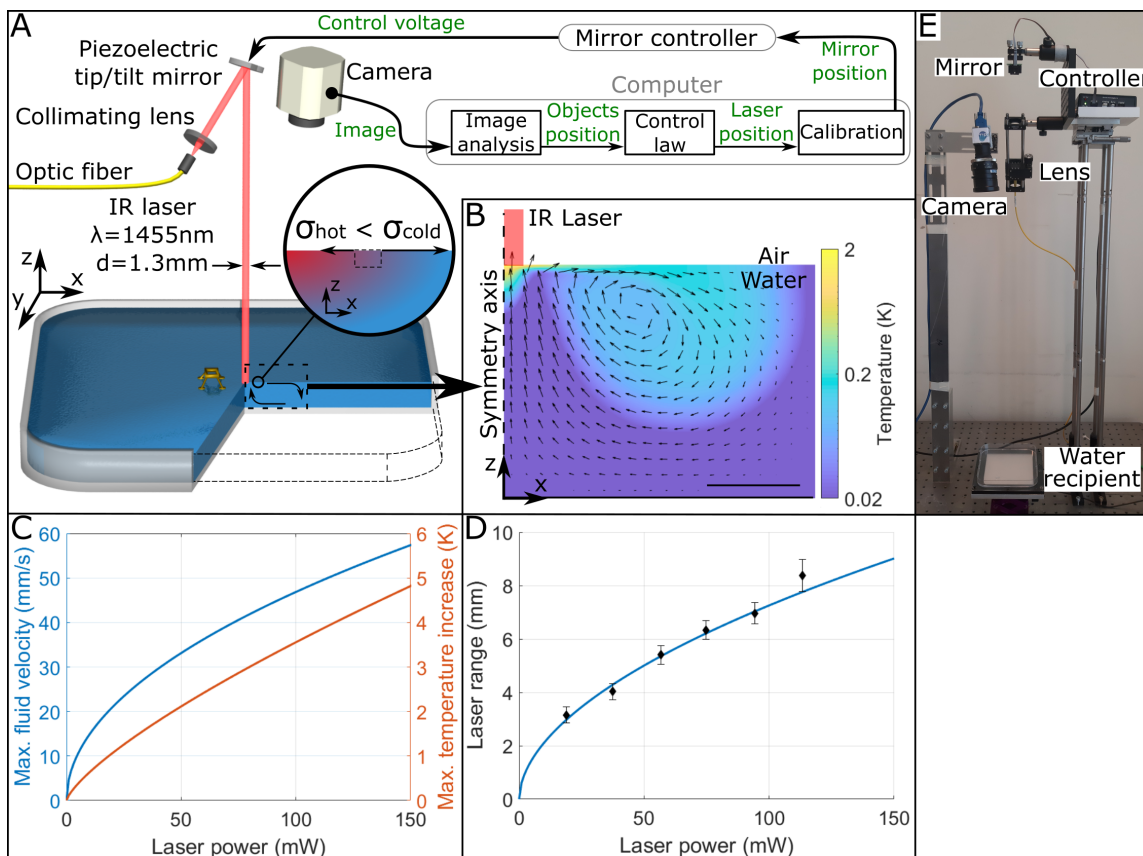 A
Control voltage
Piezoelectric
tip/tilt mirror
Mirror controller
Mirror
position
Camera
Computer
Collimating lens
Image
Image
analysis
Objects
position
Control
law
Laser
position
Calibration
Optic fiber
IR laser
λ=1455nm
d=1.3mm
σhot < σcold
z
x
z
y
x
B
IR Laser
Air
Water
Symmetry axis
z
x
2
0.2
0.02
Temperature (K)
C
60
50
40
30
20
10
0
Max. fluid velocity (mm/s)
6
5
4
3
2
1
0
Max. temperature increase (K)
0
50
100
150
Laser power (mW)
D
10
8
6
4
2
0
Laser range (mm)
0
50
100
150
Laser power (mW)
E
Mirror
Controller
Lens
Camera
Water
recipient